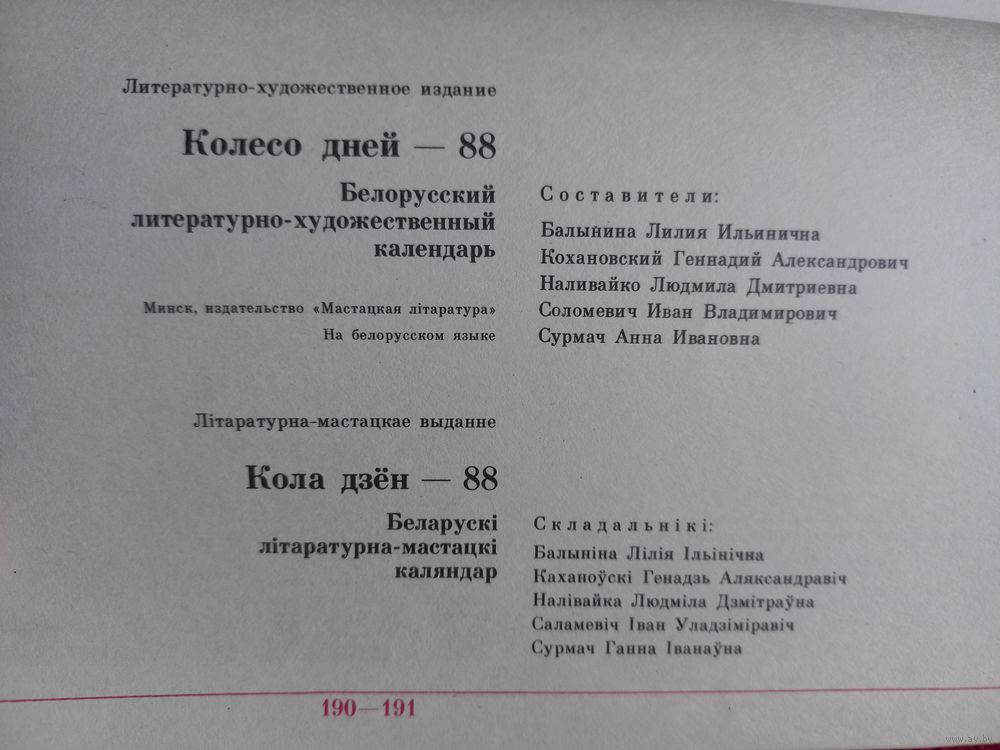 Литературно-художественное издание
Колесо дней — 88
Белорусский
литературно-художественный
календарь
Минск, издательство «Мастацкая літаратура»
На белорусском языке
Составители:
Балынина Лилия Ильинична
Кохановский Геннадий Александрович
Наливайко Людмила Дмитриевна
Соломевич Иван Владимирович
Сурмач Анна Ивановна
Літаратурна-мастацкае выданне
Кола дзён — 88
Беларускі
літаратурна-мастацкі
каляндар
Складальнікі:
Балыніна Лілія Ільінічна
Каханоўскі Генадзь Аляксандравіч
Налівайка Людміла Дзмітраўна
Саламевіч Іван Уладзіміравіч
Сурмач Ганна Іванаўна
190—191
www.av.by